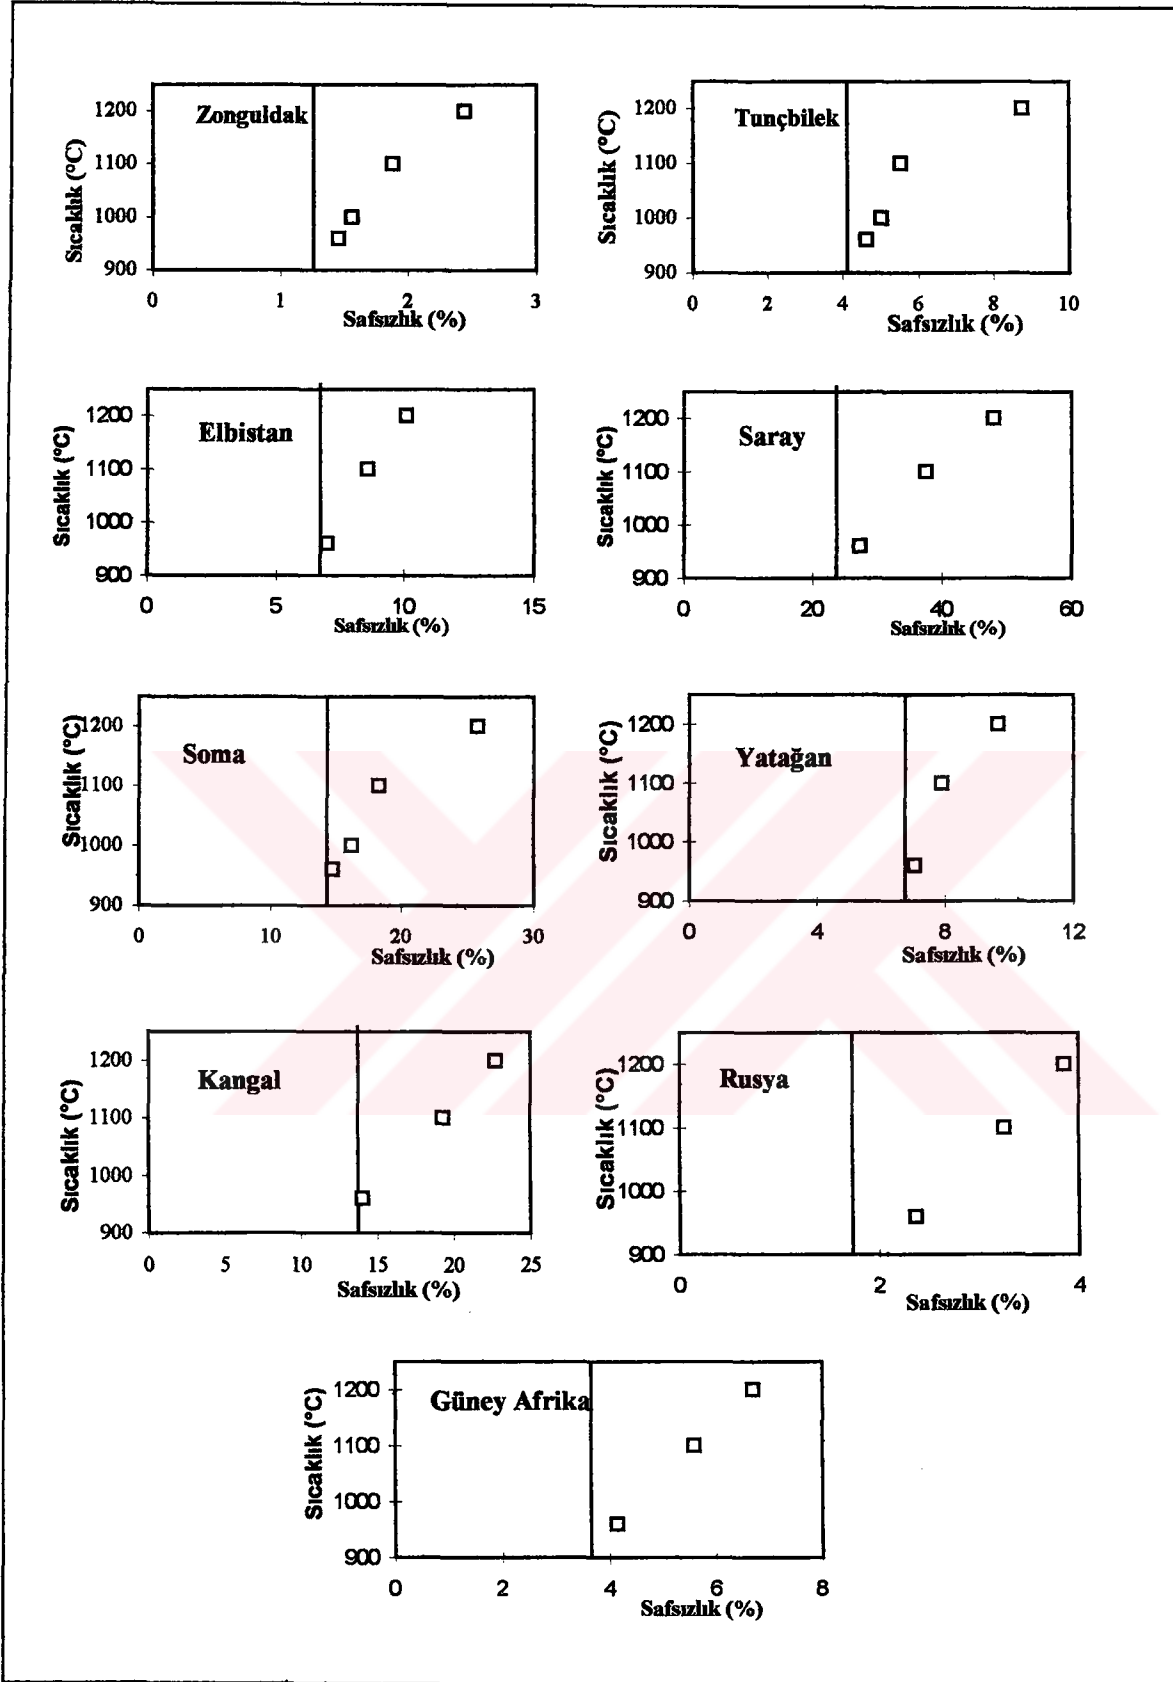 Zonguldak
Sıcaklık (°C)
1200
1100
1000
900
0 1 2 3
Safsızlık (%)
Tunçbilek
Sıcaklık (°C)
1200
1100
1000
900
0 2 4 6 8 10
Safsızlık (%)
Elbistan
Sıcaklık (°C)
1200
1100
1000
900
0 5 10 15
Safsızlık (%)
Saray
Sıcaklık (°C)
1200
1100
1000
900
0 20 40 60
Safsızlık (%)
Soma
Sıcaklık (°C)
1200
1100
1000
900
0 10 20 30
Safsızlık (%)
Yatağan
Sıcaklık (°C)
1200
1100
1000
900
0 4 8 12
Safsızlık (%)
Kangal
Sıcaklık (°C)
1200
1100
1000
900
0 5 10 15 20 25
Safsızlık (%)
Rusya
Sıcaklık (°C)
1200
1100
1000
900
0 2 4
Safsızlık (%)
Güney Afrika
Sıcaklık (°C)
1200
1100
1000
900
0 2 4 6 8
Safsızlık (%)